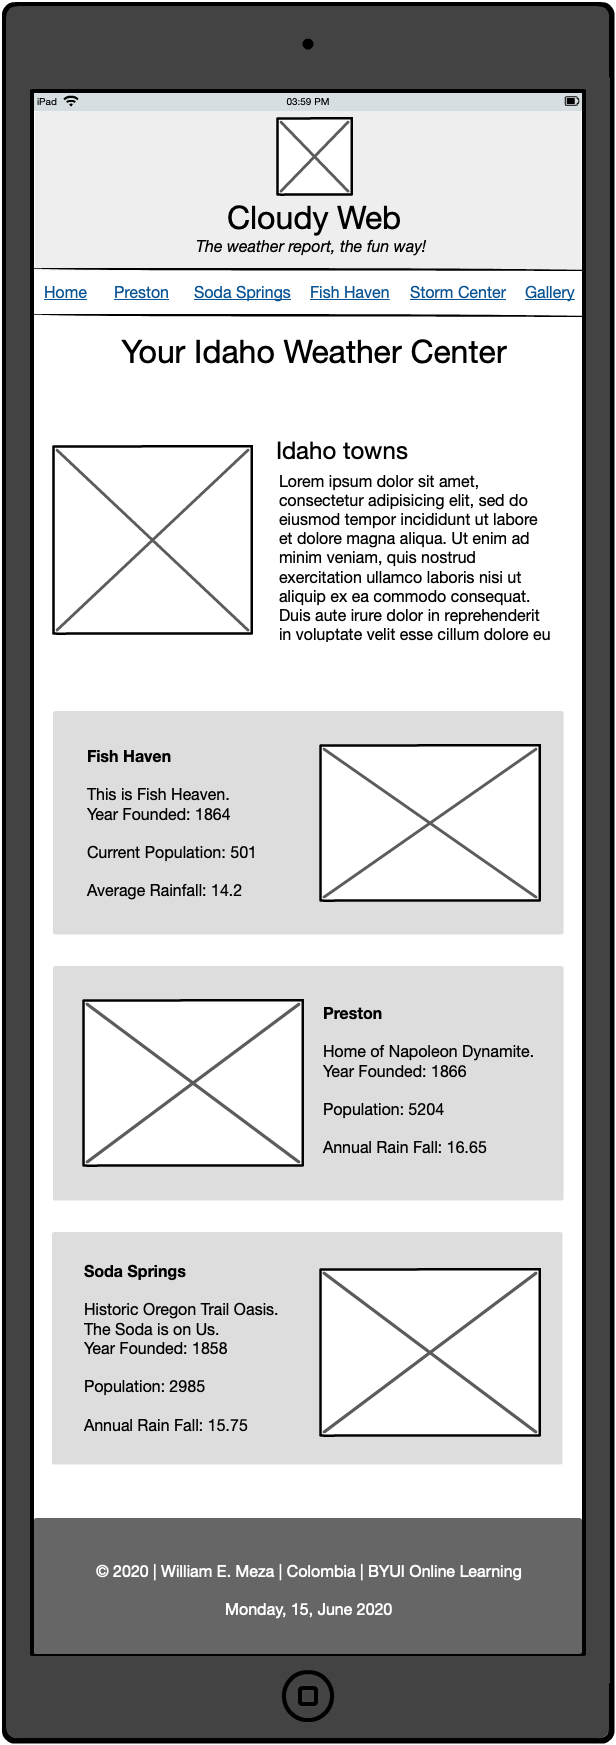 iPad
03:59 PM
Cloudy Web
The weather report, the fun way!
Home Preston Soda Springs Fish Haven Storm Center Gallery
Your Idaho Weather Center
Idaho towns
Lorem ipsum dolor sit amet,
consectetur adipisicing elit, sed do
eiusmod tempor incididunt ut labore
et dolore magna aliqua. Ut enim ad
minim veniam, quis nostrud
exercitation ullamco laboris nisi ut
aliquip ex ea commodo consequat.
Duis aute irure dolor in reprehenderit
in voluptate velit esse cillum dolore eu
Fish Haven
This is Fish Heaven.
Year Founded: 1864
Current Population: 501
Average Rainfall: 14.2
Preston
Home of Napoleon Dynamite.
Year Founded: 1866
Population: 5204
Annual Rain Fall: 16.65
Soda Springs
Historic Oregon Trail Oasis.
The Soda is on Us.
Year Founded: 1858
Population: 2985
Annual Rain Fall: 15.75
© 2020 | William E. Meza | Colombia | BYUI Online Learning
Monday, 15, June 2020